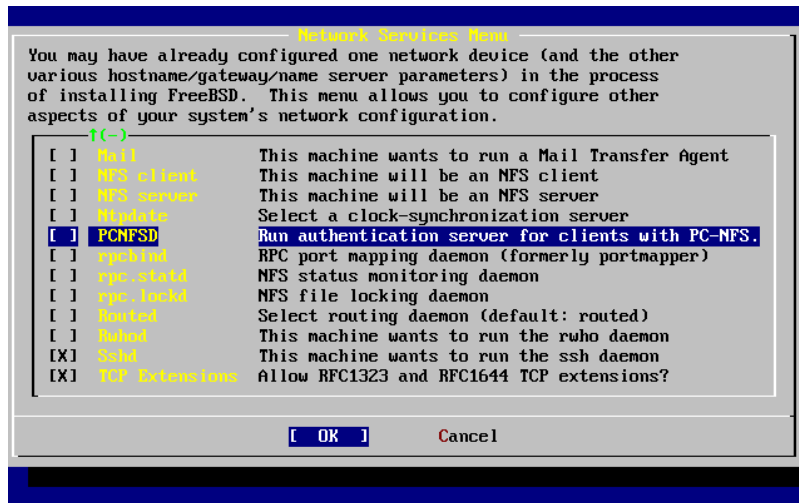 Network Services Menu
You may have already configured one network device (and the other
various hostname/gateway/name server parameters) in the process
of installing FreeBSD.  This menu allows you to configure other
aspects of your system's network configuration.
↑(-)
[ ] Mail This machine wants to run a Mail Transfer Agent
[ ] NFS client This machine will be an NFS client
[ ] NFS server This machine will be an NFS server
[ ] Ntpdate Select a clock-synchronization server
[ ] PCNFSD Run authentication server for clients with PC-NFS.
[ ] rpcbind RPC port mapping daemon (formerly portmapper)
[ ] rpc.statd NFS status monitoring daemon
[ ] rpc.lockd NFS file locking daemon
[ ] Routed Select routing daemon (default: routed)
[ ] Rwhod This machine wants to run the rwho daemon
[X] Sshd This machine wants to run the ssh daemon
[X] TCP Extensions Allow RFC1323 and RFC1644 TCP extensions?
[ OK ] Cancel